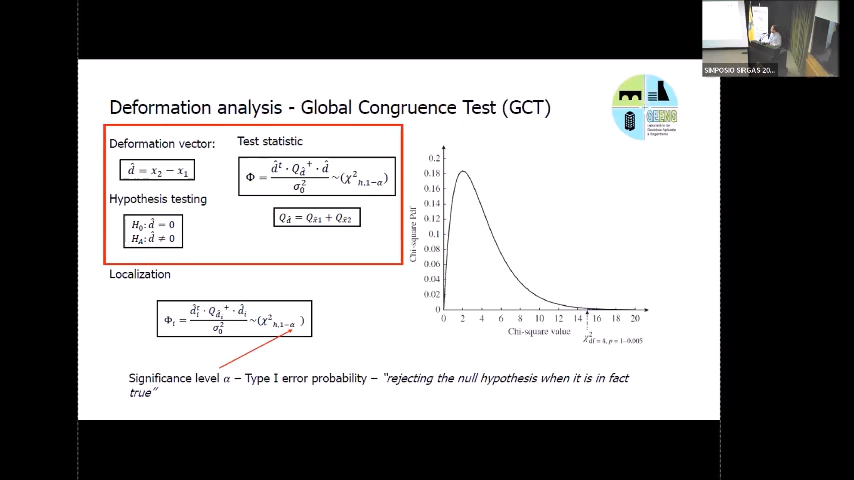 SIMPOSIO SIRGAS 20...
Deformation analysis - Global Congruence Test (GCT)
GEENG
Deformation vector:
d̂ = x₂ − x₁
Hypothesis testing
H₀: d̂ = 0
H_A: d̂ ≠ 0
Test statistic
Φ = d̂ᵗ · Q_d̂⁺ · d̂ / σ₀² ~(χ²_h,1−α)
Q_d̂ = Q_x̂1 + Q_x̂2
Localization
Φᵢ = d̂ᵢᵗ · Q_d̂ᵢ⁺ · d̂ᵢ / σ₀² ~(χ²_h,1−α )
Chi-square Pdf
0.2
0.18
0.16
0.14
0.12
0.1
0.08
0.06
0.04
0.02
0
0 2 4 6 8 10 12 14 16 18 20
Chi-square value
χ²_df = 4, p = 1−0.005
Significance level α – Type I error probability – “rejecting the null hypothesis when it is in fact
true”